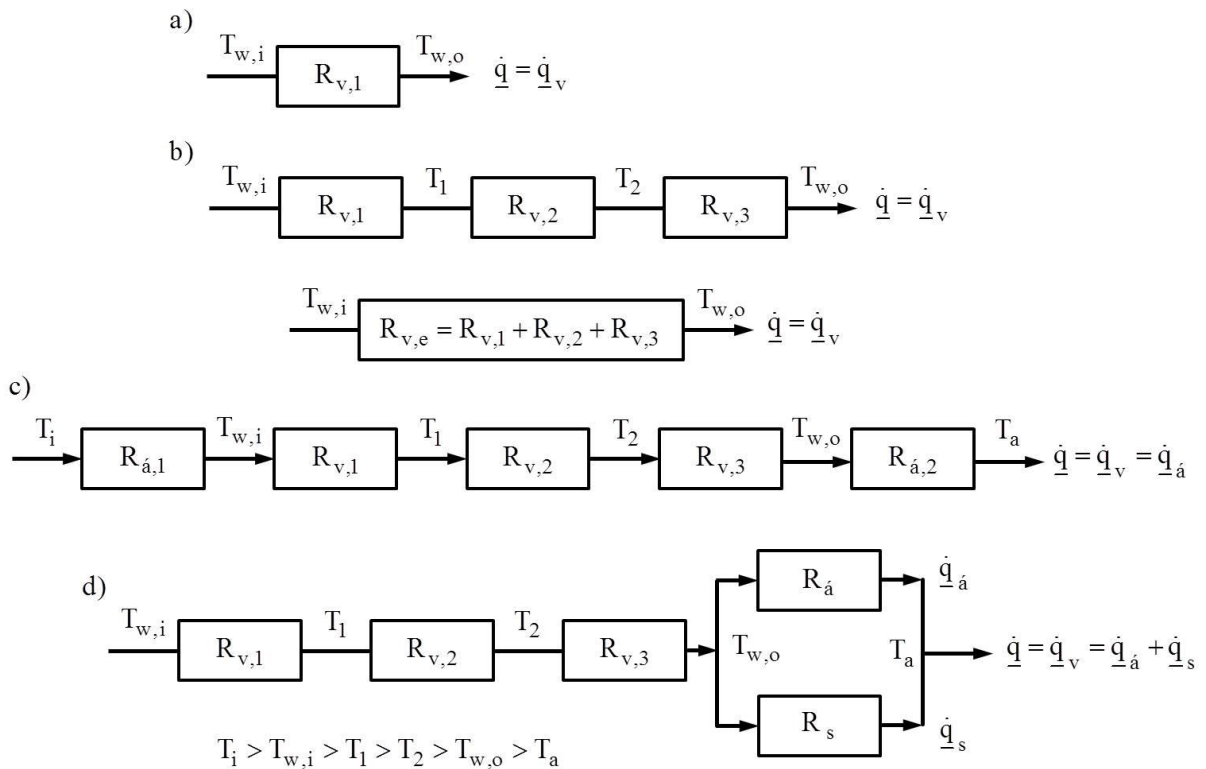 a)
T_w,i R_v,1 T_w,o q̲̇ = q̲̇_v
b)
T_w,i R_v,1 T_1 R_v,2 T_2 R_v,3 T_w,o q̲̇ = q̲̇_v
T_w,i R_v,e = R_v,1 + R_v,2 + R_v,3 T_w,o q̲̇ = q̲̇_v
c)
T_i R_á,1 T_w,i R_v,1 T_1 R_v,2 T_2 R_v,3 T_w,o R_á,2 T_a q̲̇ = q̲̇_v = q̲̇_á
d)
R_á q̲̇_á
T_w,i R_v,1 T_1 R_v,2 T_2 R_v,3 T_w,o T_a q̲̇ = q̲̇_v = q̲̇_á + q̲̇_s
R_s q̲̇_s
T_i > T_w,i > T_1 > T_2 > T_w,o > T_a